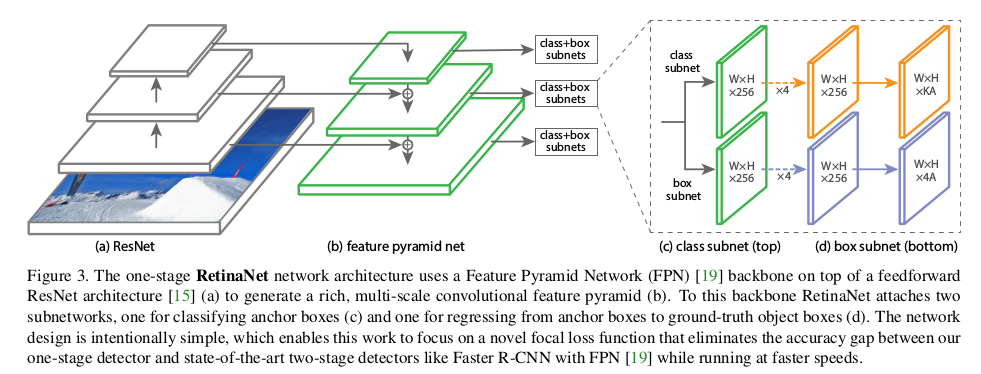 class+box
subnets
class+box
subnets
class+box
subnets
class
subnet
W×H
×256
×4
W×H
×256
W×H
×KA
box
subnet
W×H
×256
×4
W×H
×256
W×H
×4A
(a) ResNet
(b) feature pyramid net
(c) class subnet (top)
(d) box subnet (bottom)
Figure 3. The one-stage RetinaNet network architecture uses a Feature Pyramid Network (FPN) [19] backbone on top of a feedforward
ResNet architecture [15] (a) to generate a rich, multi-scale convolutional feature pyramid (b). To this backbone RetinaNet attaches two
subnetworks, one for classifying anchor boxes (c) and one for regressing from anchor boxes to ground-truth object boxes (d). The network
design is intentionally simple, which enables this work to focus on a novel focal loss function that eliminates the accuracy gap between our
one-stage detector and state-of-the-art two-stage detectors like Faster R-CNN with FPN [19] while running at faster speeds.